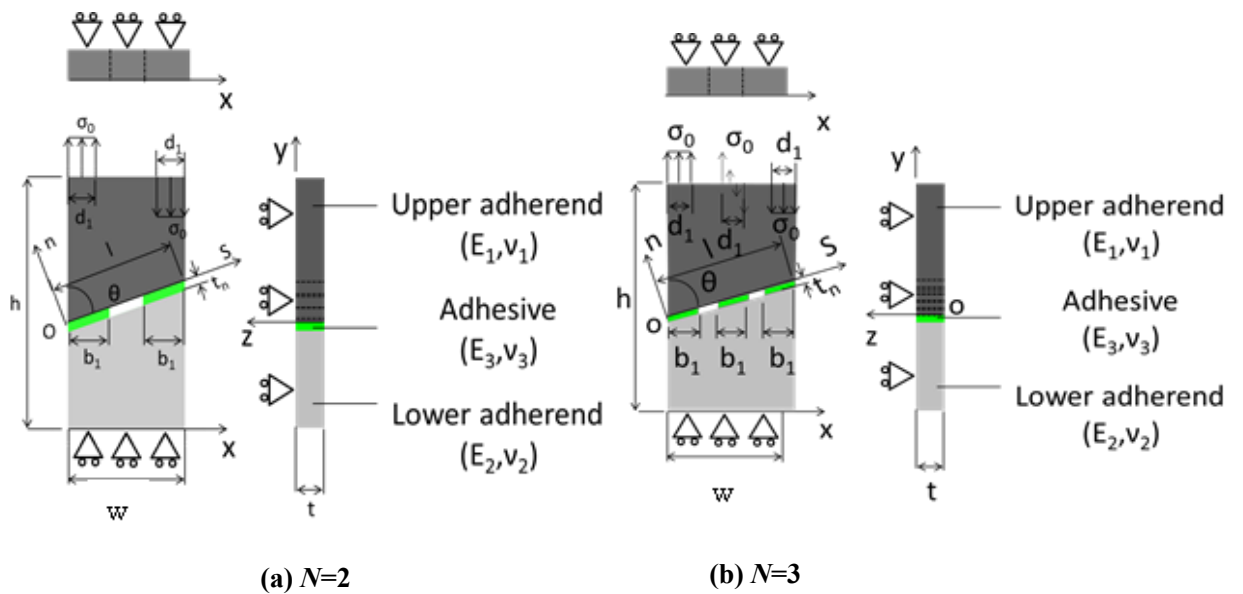 x
σ₀
d₁
y
d₁
σ₀
n
l
S
h
θ
tₙ
O
z
b₁
b₁
x
w
t
Upper adherend
(E₁,ν₁)
Adhesive
(E₃,ν₃)
Lower adherend
(E₂,ν₂)
(a) N=2
x
σ₀
σ₀
d₁
y
d₁
d₁
σ₀
n
l
S
h
θ
tₙ
o
z
o
b₁
b₁
b₁
x
w
t
Upper adherend
(E₁,ν₁)
Adhesive
(E₃,ν₃)
Lower adherend
(E₂,ν₂)
(b) N=3